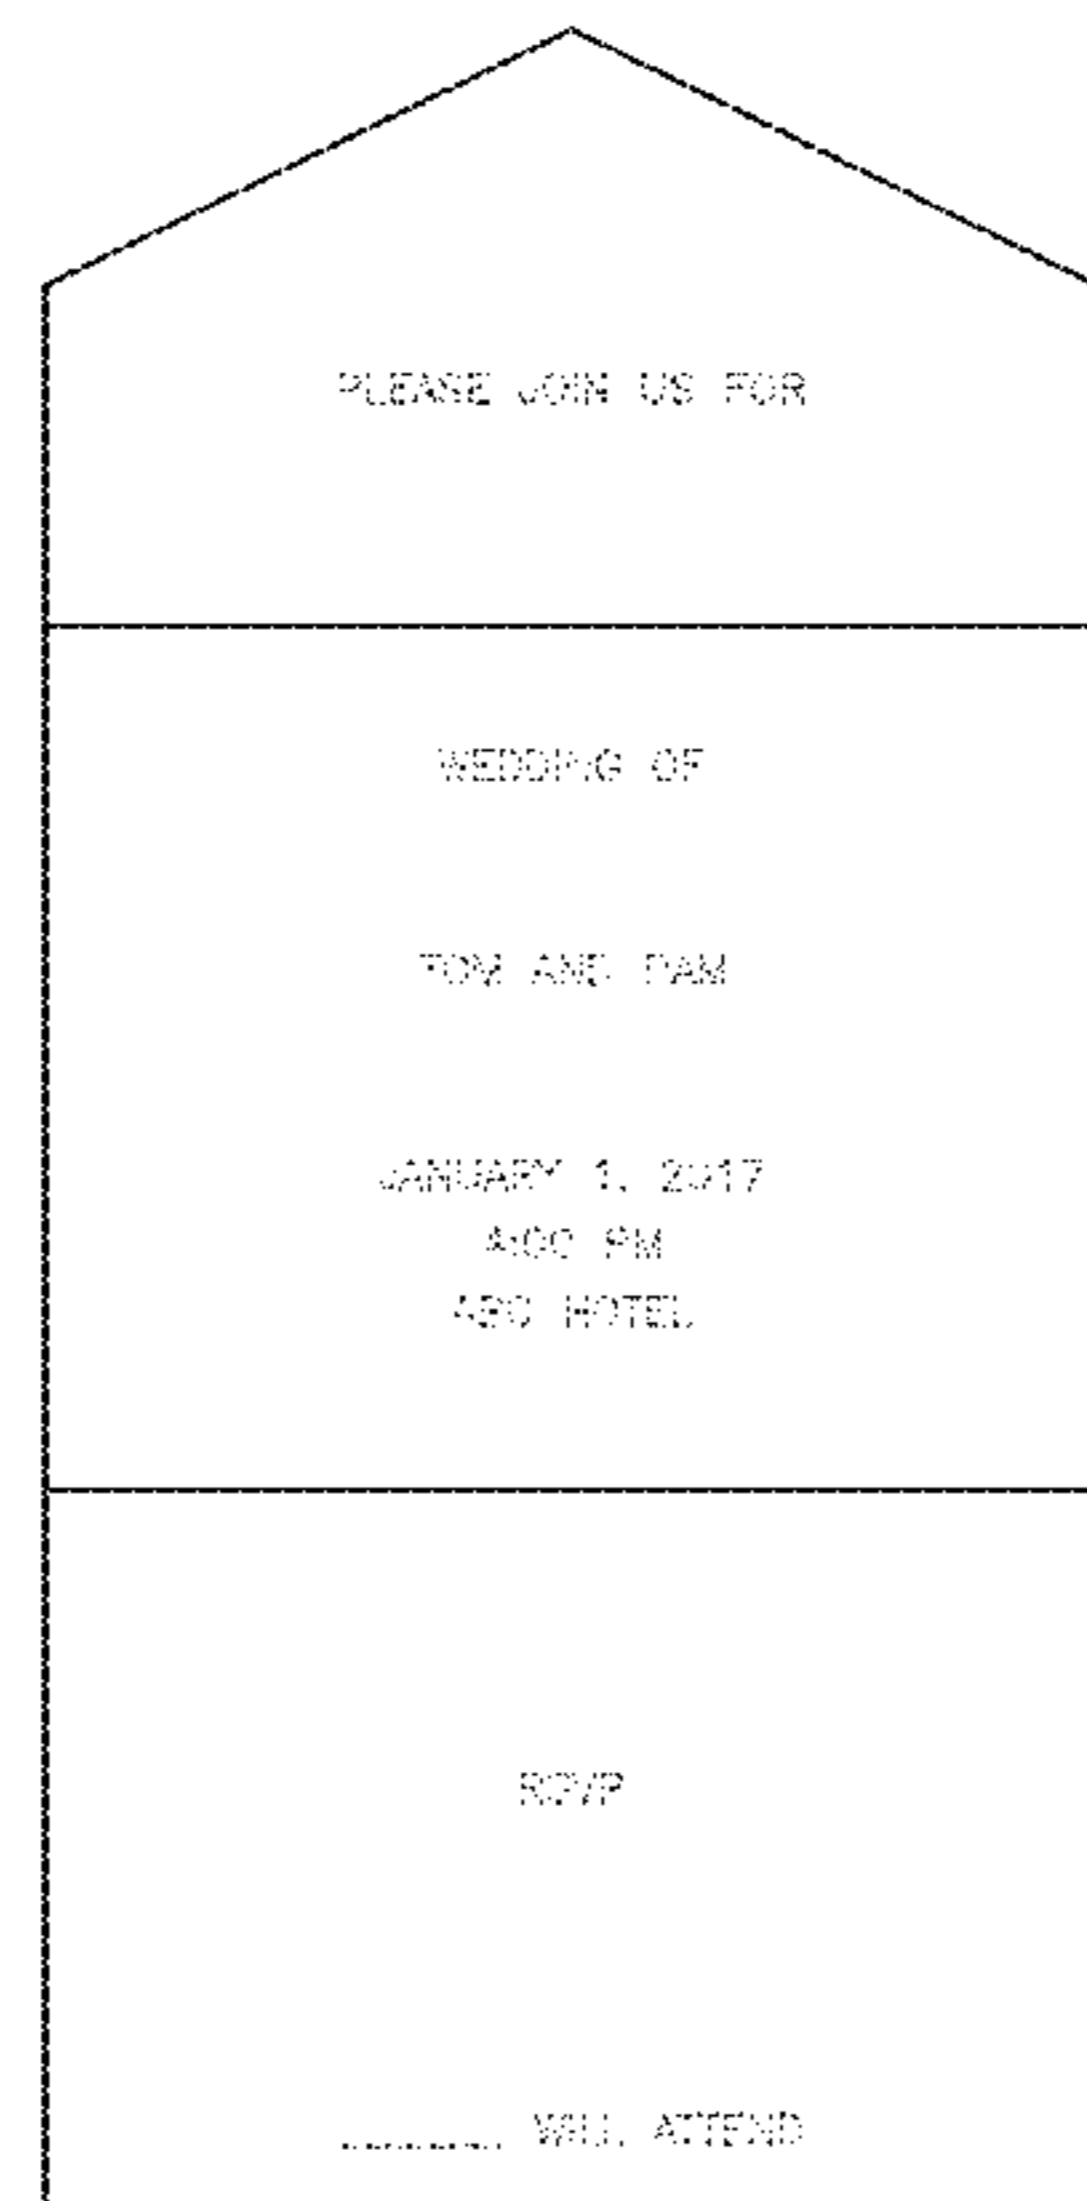 PLEASE JOIN US FOR
WEDDING OF
TOM AND PAM
JANUARY 1, 2017
4:00 PM
ABC HOTEL
RSVP
________ WILL ATTEND